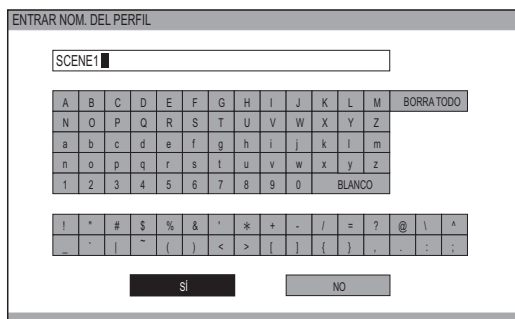 ENTRAR NOM. DEL PERFIL
SCENE1
A B C D E F G H I J K L M BORRA TODO
N O P Q R S T U V W X Y Z
a b c d e f g h i j k l m
n o p q r s t u v w x y z
1 2 3 4 5 6 7 8 9 0 BLANCO
! " # $ % & ' * + - / = ? @ \ ^
_ ` | ~ ( ) < > [ ] { } , . : ;
SÍ NO